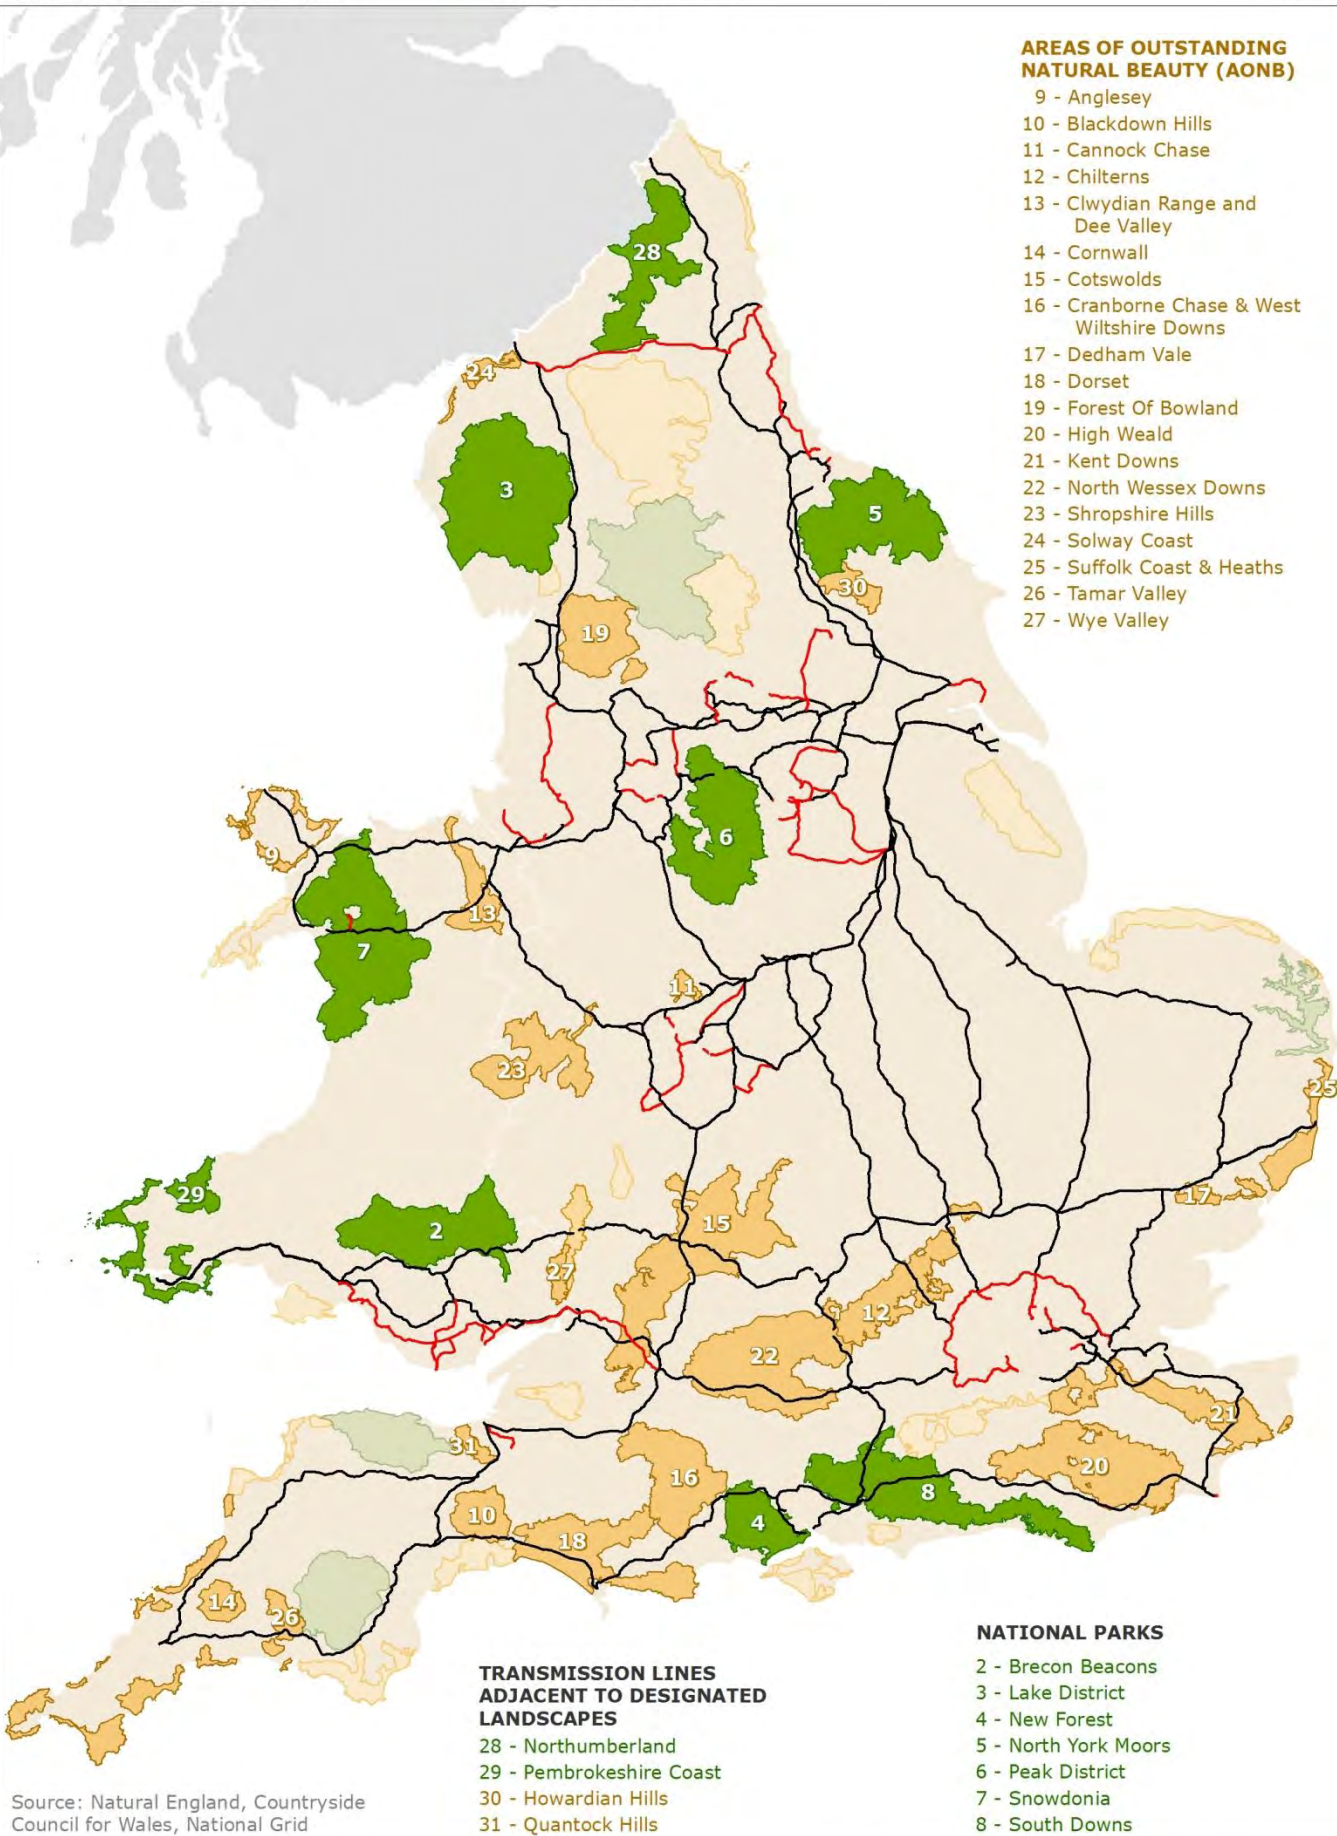 AREAS OF OUTSTANDING
NATURAL BEAUTY (AONB)
9 - Anglesey
10 - Blackdown Hills
11 - Cannock Chase
12 - Chilterns
13 - Clwydian Range and
Dee Valley
14 - Cornwall
15 - Cotswolds
16 - Cranborne Chase & West
Wiltshire Downs
17 - Dedham Vale
18 - Dorset
19 - Forest Of Bowland
20 - High Weald
21 - Kent Downs
22 - North Wessex Downs
23 - Shropshire Hills
24 - Solway Coast
25 - Suffolk Coast & Heaths
26 - Tamar Valley
27 - Wye Valley
28
24
3
5
30
19
6
9
13
7
11
23
25
29
17
2
15
27
12
22
21
31
16
20
8
10
4
18
14
26
TRANSMISSION LINES
ADJACENT TO DESIGNATED
LANDSCAPES
28 - Northumberland
29 - Pembrokeshire Coast
30 - Howardian Hills
31 - Quantock Hills
NATIONAL PARKS
2 - Brecon Beacons
3 - Lake District
4 - New Forest
5 - North York Moors
6 - Peak District
7 - Snowdonia
8 - South Downs
Source: Natural England, Countryside
Council for Wales, National Grid